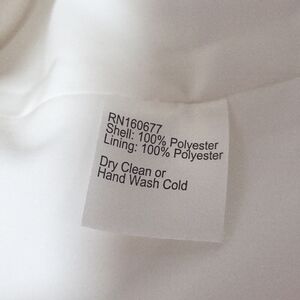 RN160677
Shell: 100% Polyester
Lining: 100% Polyester
Dry Clean or
Hand Wash Cold